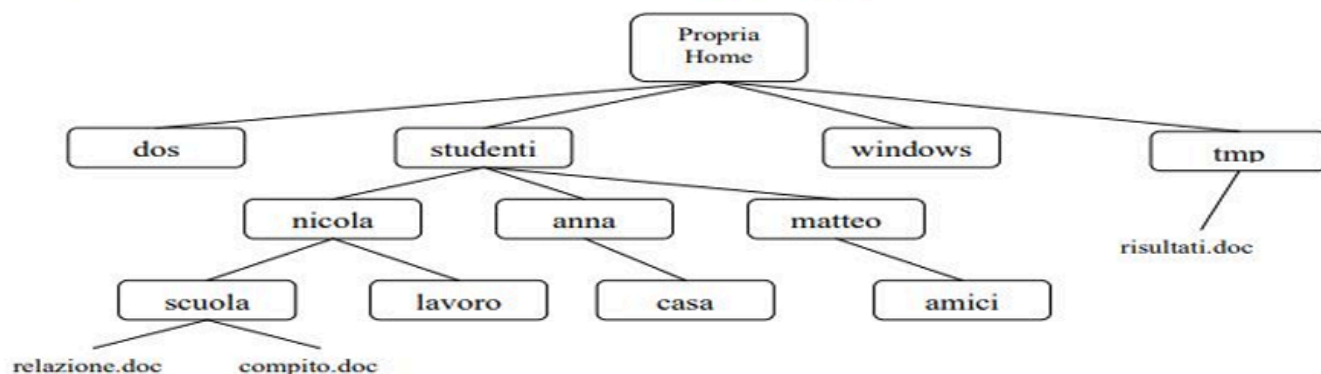 Propria
Home
dos
studenti
windows
tmp
nicola
anna
matteo
risultati.doc
scuola
lavoro
casa
amici
relazione.doc
compito.doc